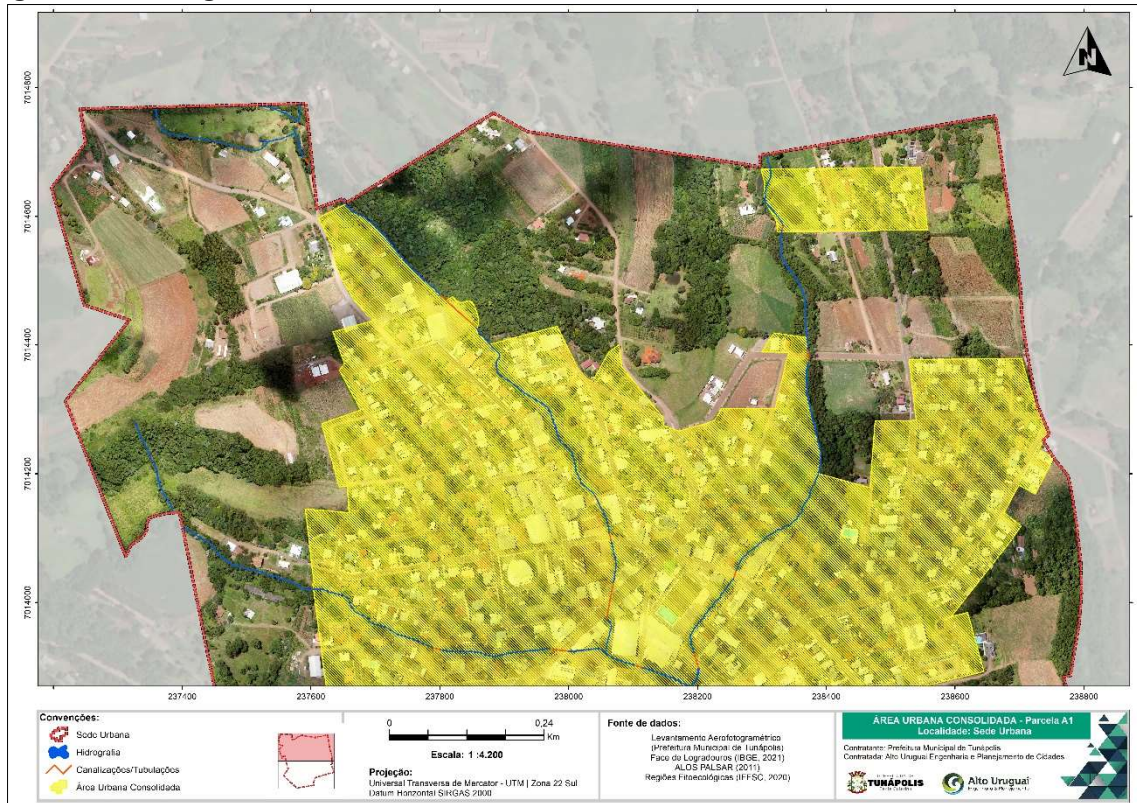 N
7014800
7014600
7014400
7014200
7014000
237400
237600
237800
238000
238200
238400
238600
238800
Convenções:
Sede Urbana
Hidrografia
Canalizações/Tubulações
Área Urbana Consolidada
0
0,24
Km
Escala: 1 :4.200
Projeção:
Universal Transversa de Mercator - UTM | Zona 22 Sul
Datum Horizontal SIRGAS 2000
Fonte de dados:
Levantamento Aerofotogramétrico
(Prefeitura Municipal de Tunápolis)
Face de Logradouros (IBGE, 2021)
ALOS PALSAR (2011)
Regiões Fitoecológicas (IFFSC, 2020)
ÁREA URBANA CONSOLIDADA - Parcela A1
Localidade: Sede Urbana
Contratante: Prefeitura Municipal de Tunápolis
Contratada: Alto Uruguai Engenharia e Planejamento de Cidades
TUNÁPOLIS
Alto Uruguai